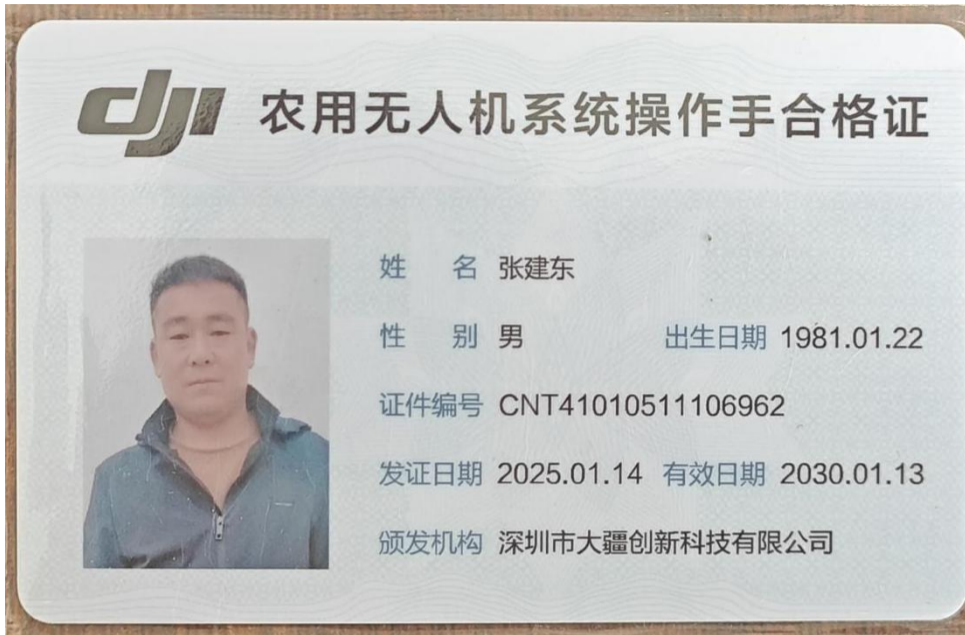 dji 农用无人机系统操作手合格证
姓 名 张建东
性 别 男 出生日期 1981.01.22
证件编号 CNT41010511106962
发证日期 2025.01.14 有效日期 2030.01.13
颁发机构 深圳市大疆创新科技有限公司